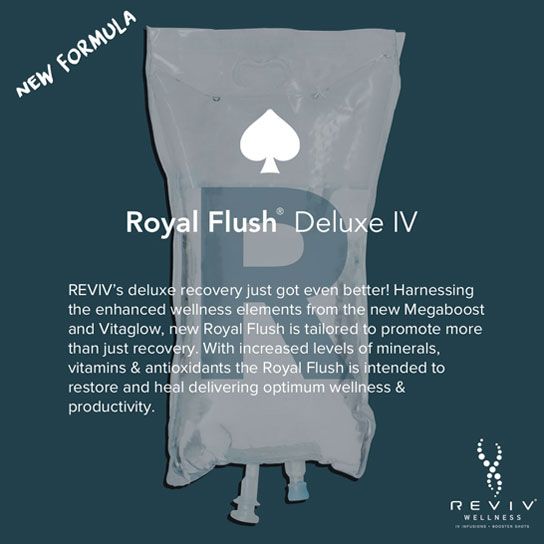 NEW FORMULA
R
Royal Flush® Deluxe IV
REVIV's deluxe recovery just got even better! Harnessing
the enhanced wellness elements from the new Megaboost
and Vitaglow, new Royal Flush is tailored to promote more
than just recovery. With increased levels of minerals,
vitamins & antioxidants the Royal Flush is intended to
restore and heal delivering optimum wellness &
productivity.
REVIV®
WELLNESS
IV INFUSIONS + BOOSTER SHOTS